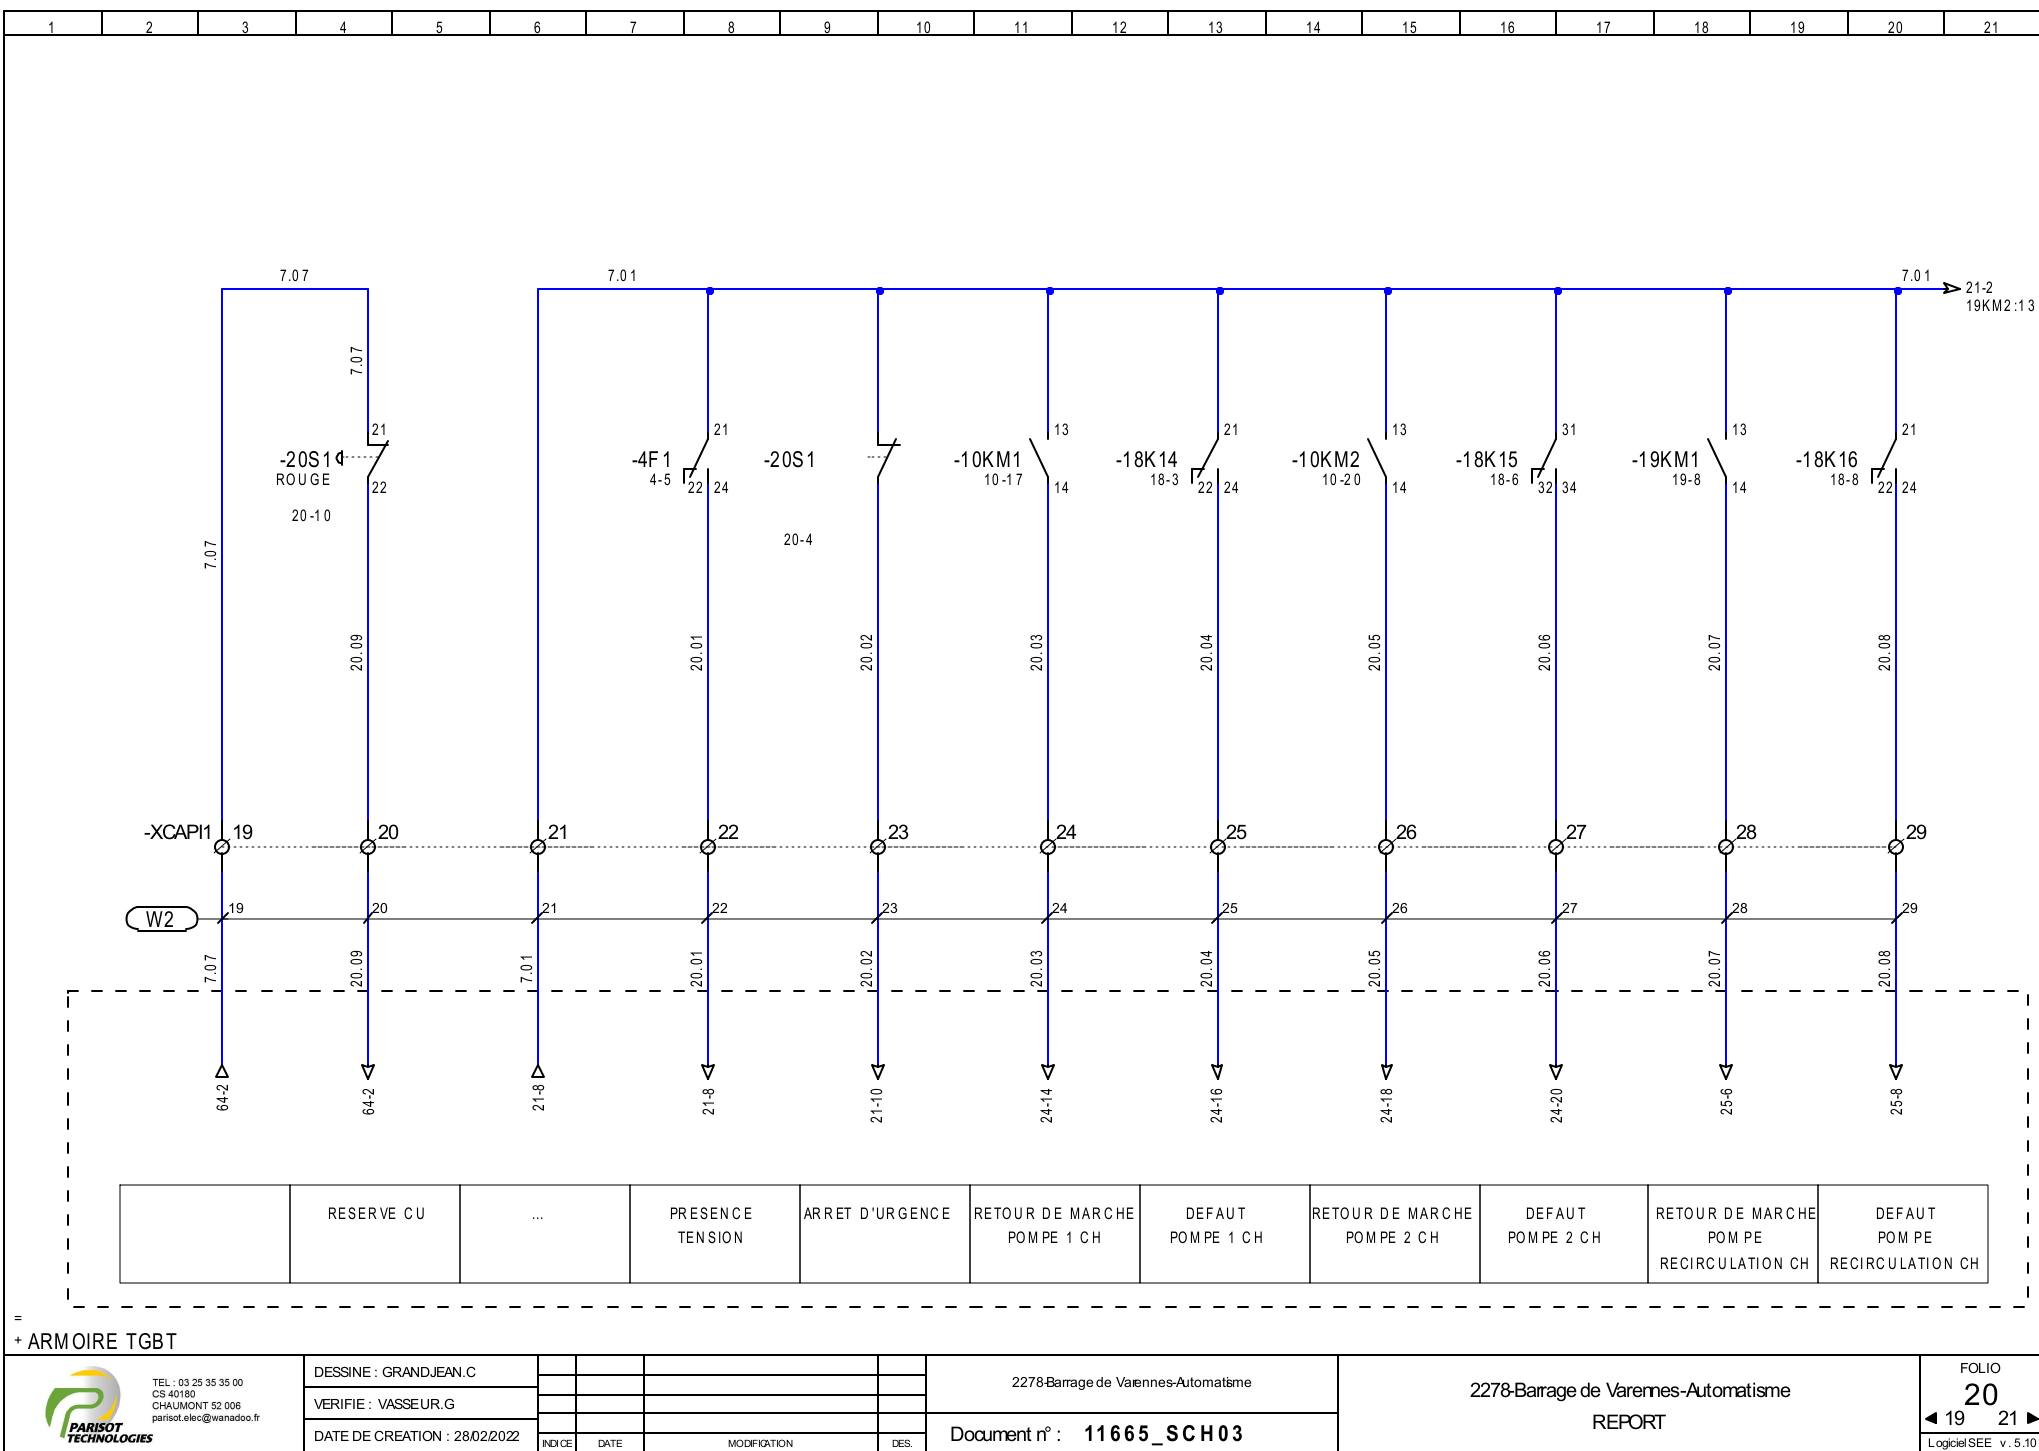 1 2 3 4 5 6 7 8 9 10 11 12 13 14 15 16 17 18 19 20 21
7.07 7.01 7.01
21-2
19KM2:13
7.07
21 21 13 21 13 31 13 21
-20S1 -4F1 -20S1 -10KM1 -18K14 -10KM2 -18K15 -19KM1 -18K16
ROUGE 4-5 10-17 18-3 10-20 18-6 19-8 18-8
22 22 24 14 22 24 14 32 34 14 22 24
20-10
20-4
7.07
20.09 20.01 20.02 20.03 20.04 20.05 20.06 20.07 20.08
-XCAPI1 19 20 21 22 23 24 25 26 27 28 29
W2 19 20 21 22 23 24 25 26 27 28 29
7.07 20.09 7.01 20.01 20.02 20.03 20.04 20.05 20.06 20.07 20.08
64-2 64-2 21-8 21-8 21-10 24-14 24-16 24-18 24-20 25-6 25-8
RESERVE CU
...
PRESENCE
TENSION
ARRET D'URGENCE
RETOUR DE MARCHE
POMPE 1 CH
DEFAUT
POMPE 1 CH
RETOUR DE MARCHE
POMPE 2 CH
DEFAUT
POMPE 2 CH
RETOUR DE MARCHE
POMPE
RECIRCULATION CH
DEFAUT
POMPE
RECIRCULATION CH
=
+ ARMOIRE TGBT
PARISOT
TECHNOLOGIES
TEL : 03 25 35 35 00
CS 40180
CHAUMONT 52 006
parisot.elec@wanadoo.fr
DESSINE : GRANDJEAN.C
VERIFIE : VASSEUR.G
DATE DE CREATION : 28/02/2022
INDICE DATE MODIFICATION DES.
2278-Barrage de Varennes-Automatisme
Document n° : 11665_SCH03
2278-Barrage de Varennes-Automatisme
REPORT
FOLIO
20
19 21
Logiciel SEE v. 5.10